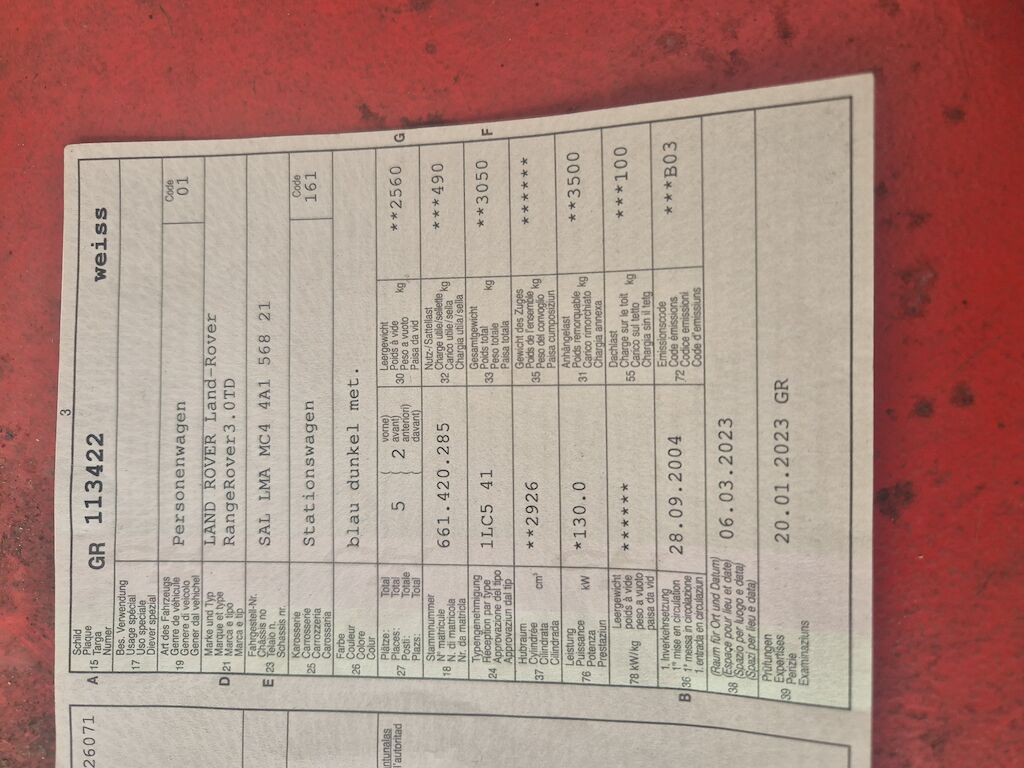 3
Schild
Plaque
A 15 Targa GR 113422 weiss
Numer
Bes. Verwendung
17 Usage spécial
Uso speciale
Diever spezial
Art des Fahrzeugs Code
19 Genre de véhicule Personenwagen 01
Genere di veicolo
Gener da vehichel
Marke und Typ LAND ROVER Land-Rover
D 21 Marque et type RangeRover3.0TD
Marca e tipo
Marca e tip
Fahrgestell-Nr.
E 23 Châssis no SAL LMA MC4 4A1 568 21
Telaio n.
Schassis nr.
Karosserie Code
25 Carrosserie Stationswagen 161
Carrozzeria
Carossaria
Farbe
26 Couleur blau dunkel met.
Colore
Colur
Plätze: Total vorne) Leergewicht G
27 Places: Total 5 2 avant) Poids à vide
Posti: Totale anteriori) 30 Peso a vuoto kg **2560
Plazs: Total davant) Paisa da vid
Stammnummer Nutz-/Sattellast
18 N° matricule 661.420.285 Charge utile/sellette kg ***490
N. di matricola 32 Carico utile/sella
Nr. da matricla Chargia utila/sella
Typengenehmigung Gesamtgewicht F
24 Réception par type 1LC5 41 Poids total kg **3050
Approvazione del tipo 33 Peso totale
Approvaziun dal tip Paisa totala
Hubraum Gewicht des Zuges
37 Cylindrée cm³ **2926 Poids de l'ensemble kg ******
Cilindrata 35 Peso del convoglio
Cilindrada Paisa cumposiziun
Leistung Anhängelast
76 Puissance kW *130.0 Poids remorquable kg **3500
Potenza 31 Carico rimorchiato
Prestaziun Chargia annexa
Leergewicht Dachlast
78 kW/kg poids à vide ****** 55 Charge sur le toit kg ***100
peso a vuoto Carico sul tetto
paisa da vid Chargia sin il tetg
1. Inverkehrsetzung Emissionscode
B 36 1re mise en circulation 28.09.2004 72 Code émissions ***B03
1a messa in circolazione Codice emissioni
1. entrada en circulaziun Code d'emissiuns
(Raum für Ort und Datum)
38 (Espace pour lieu et date) 06.03.2023
(Spazio per luogo e data)
(Spazi per lieu e data)
Prüfungen
39 Expertises 20.01.2023 GR
Perizie
Examinaziuns
26071
antunalas
l'autoritad